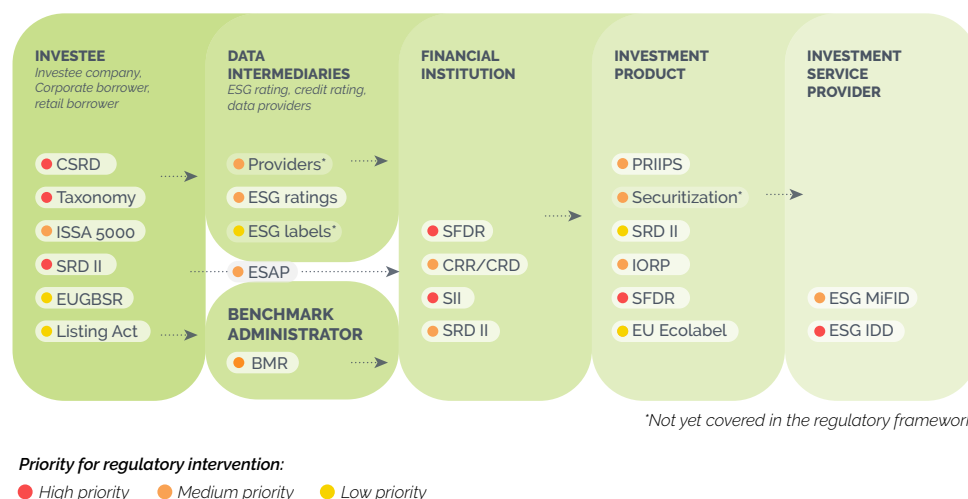 INVESTEE
Investee company,
Corporate borrower,
retail borrower
CSRD
Taxonomy
ISSA 5000
SRD II
EUGBSR
Listing Act
DATA
INTERMEDIARIES
ESG rating, credit rating,
data providers
Providers*
ESG ratings
ESG labels*
ESAP
BENCHMARK
ADMINISTRATOR
BMR
FINANCIAL
INSTITUTION
SFDR
CRR/CRD
SII
SRD II
INVESTMENT
PRODUCT
PRIIPS
Securitization*
SRD II
IORP
SFDR
EU Ecolabel
INVESTMENT
SERVICE
PROVIDER
ESG MiFID
ESG IDD
*Not yet covered in the regulatory framework
Priority for regulatory intervention:
High priority Medium priority Low priority